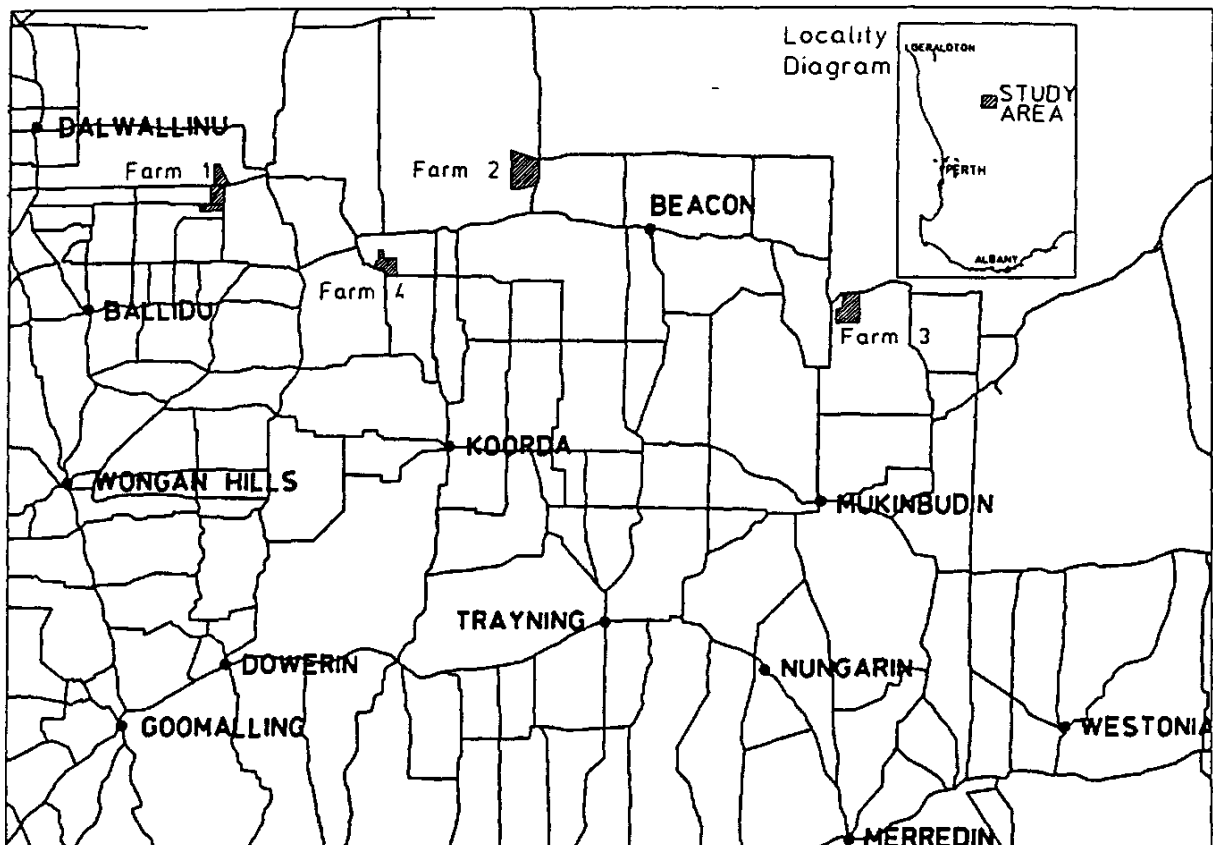 Locality
Diagram
GERALDTON
STUDY
AREA
PERTH
ALBANY
DALWALLINU
Farm 1
Farm 2
BEACON
Farm 4
BALLIDU
Farm 3
KOORDA
WONGAN HILLS
MUKINBUDIN
TRAYNING
DOWERIN
NUNGARIN
GOOMALLING
WESTONIA
MERREDIN